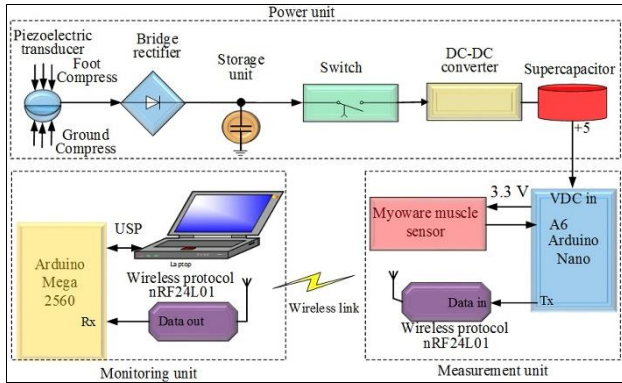 Power unit
Piezoelectric
transducer
Foot
Compress
Ground
Compress
Bridge
rectifier
Storage
unit
Switch
DC-DC
converter
Supercapacitor
+5
USP
Laptop
Arduino
Mega
2560
Rx
Wireless protocol
nRF24L01
Data out
Monitoring unit
Wireless link
Myoware muscle
sensor
3.3 V
VDC in
A6
Arduino
Nano
Tx
Data in
Wireless protocol
nRF24L01
Measurement unit